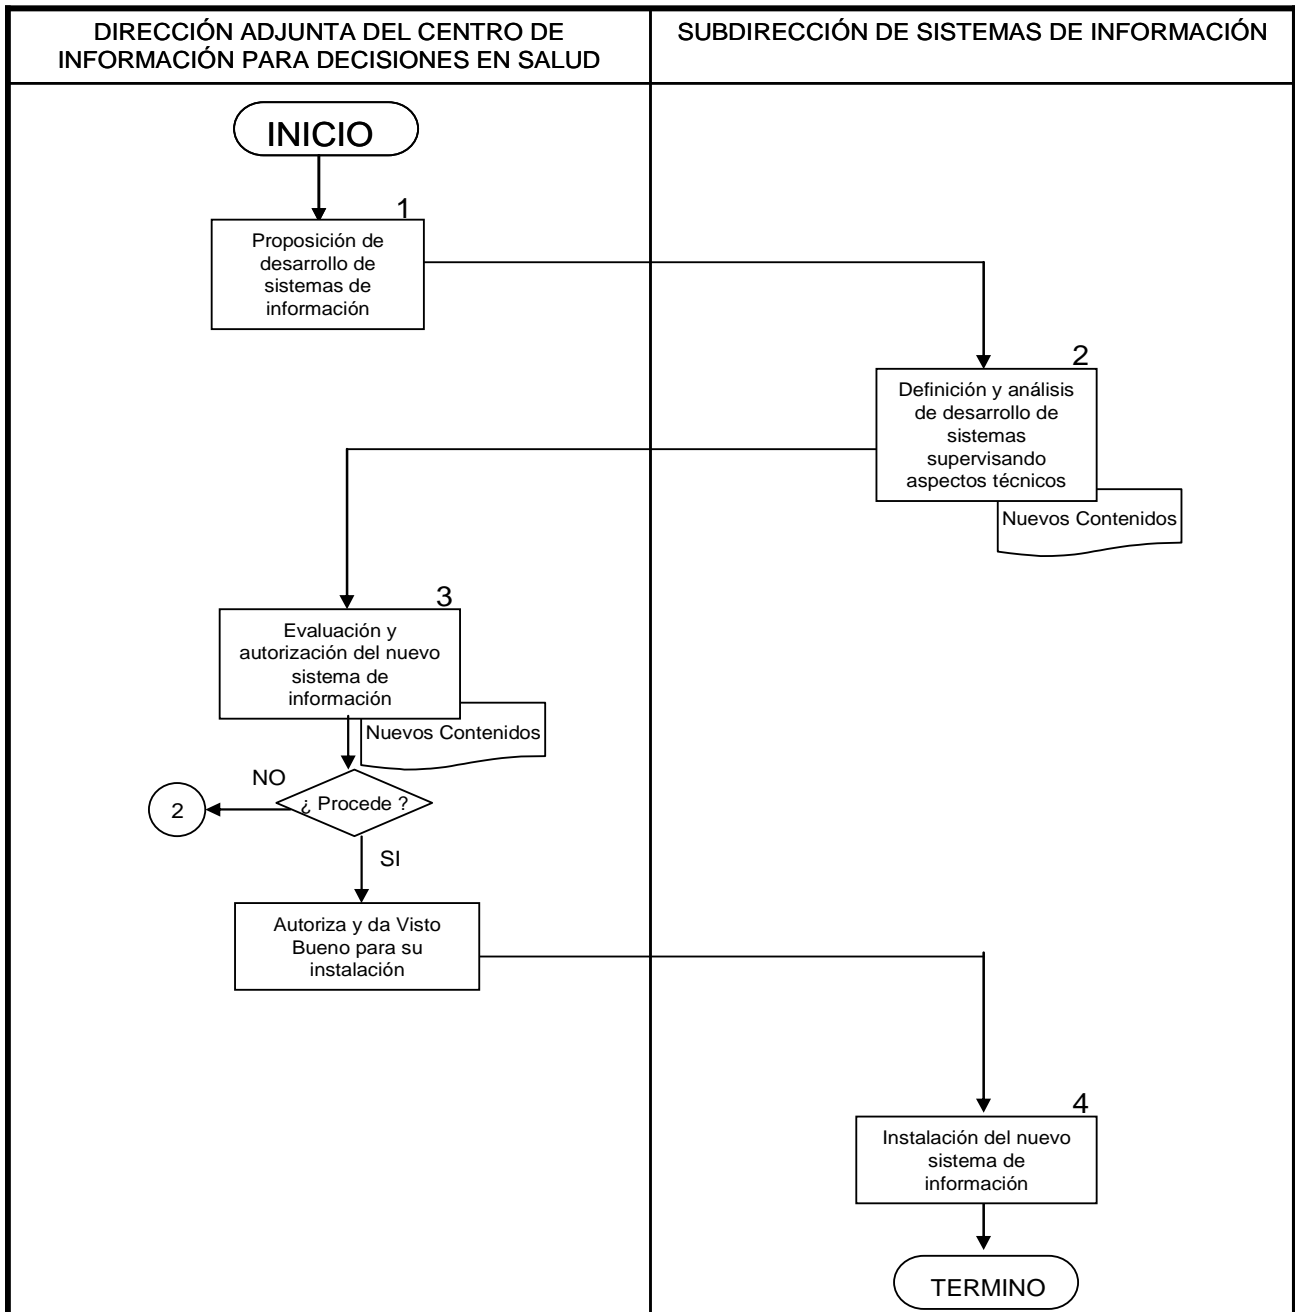 DIRECCIÓN ADJUNTA DEL CENTRO DE
INFORMACIÓN PARA DECISIONES EN SALUD
SUBDIRECCIÓN DE SISTEMAS DE INFORMACIÓN
INICIO
1
Proposición de
desarrollo de
sistemas de
información
2
Definición y análisis
de desarrollo de
sistemas
supervisando
aspectos técnicos
Nuevos Contenidos
3
Evaluación y
autorización del nuevo
sistema de
información
Nuevos Contenidos
NO
¿ Procede ?
2
SI
Autoriza y da Visto
Bueno para su
instalación
4
Instalación del nuevo
sistema de
información
TERMINO